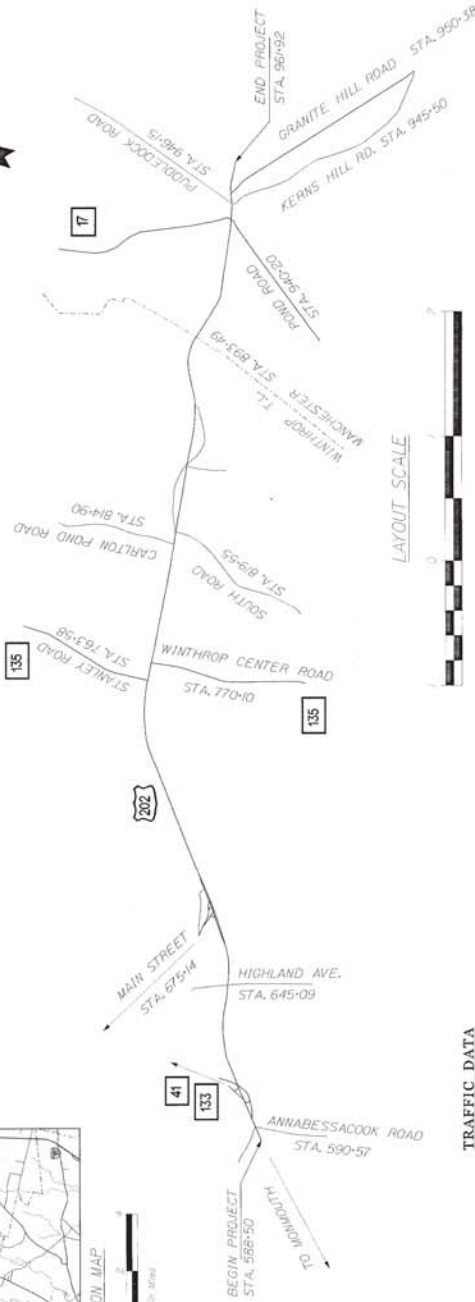 BEGIN PROJECT
STA. 588+50
TO MONMOUTH
ANNABESSACOOK ROAD
STA. 590+57
41
133
HIGHLAND AVE.
STA. 645+09
MAIN STREET
STA. 675+14
202
135
STANLEY ROAD
STA. 763+58
WINTHROP CENTER ROAD
STA. 770+10
135
CARLTON POND ROAD
STA. 814+90
SOUTH ROAD
STA. 819+55
WINTHROP
T.L. STA. 893+49
MANCHESTER
17
POND ROAD
STA. 940+20
PUDDLEDOCK ROAD
STA. 946+15
KERNS HILL RD. STA. 945+50
GRANITE HILL ROAD STA. 950+38
END PROJECT
STA. 961+92
LAYOUT SCALE
1 0 1 2
ON MAP
TRAFFIC DATA